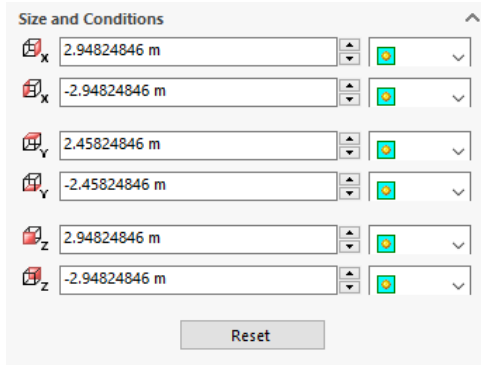 Size and Conditions
X 2.94824846 m
X -2.94824846 m
Y 2.45824846 m
Y -2.45824846 m
Z 2.94824846 m
Z -2.94824846 m
Reset